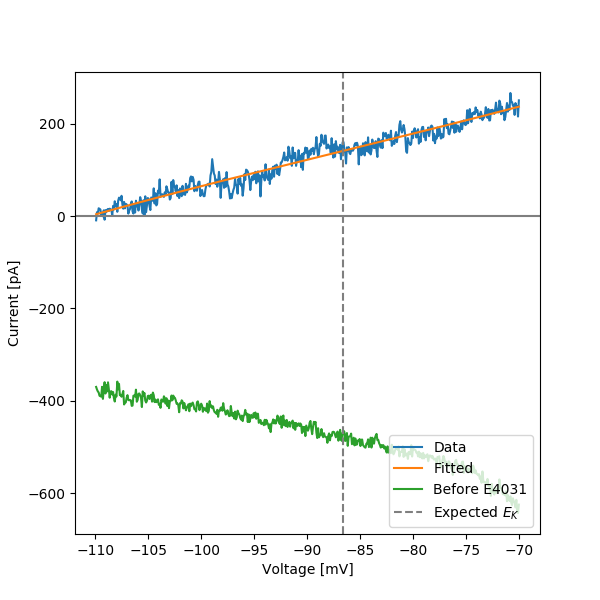 200
0
−200
−400
−600
Current [pA]
Data
Fitted
Before E4031
Expected $E_K$
−110 −105 −100 −95 −90 −85 −80 −75 −70
Voltage [mV]